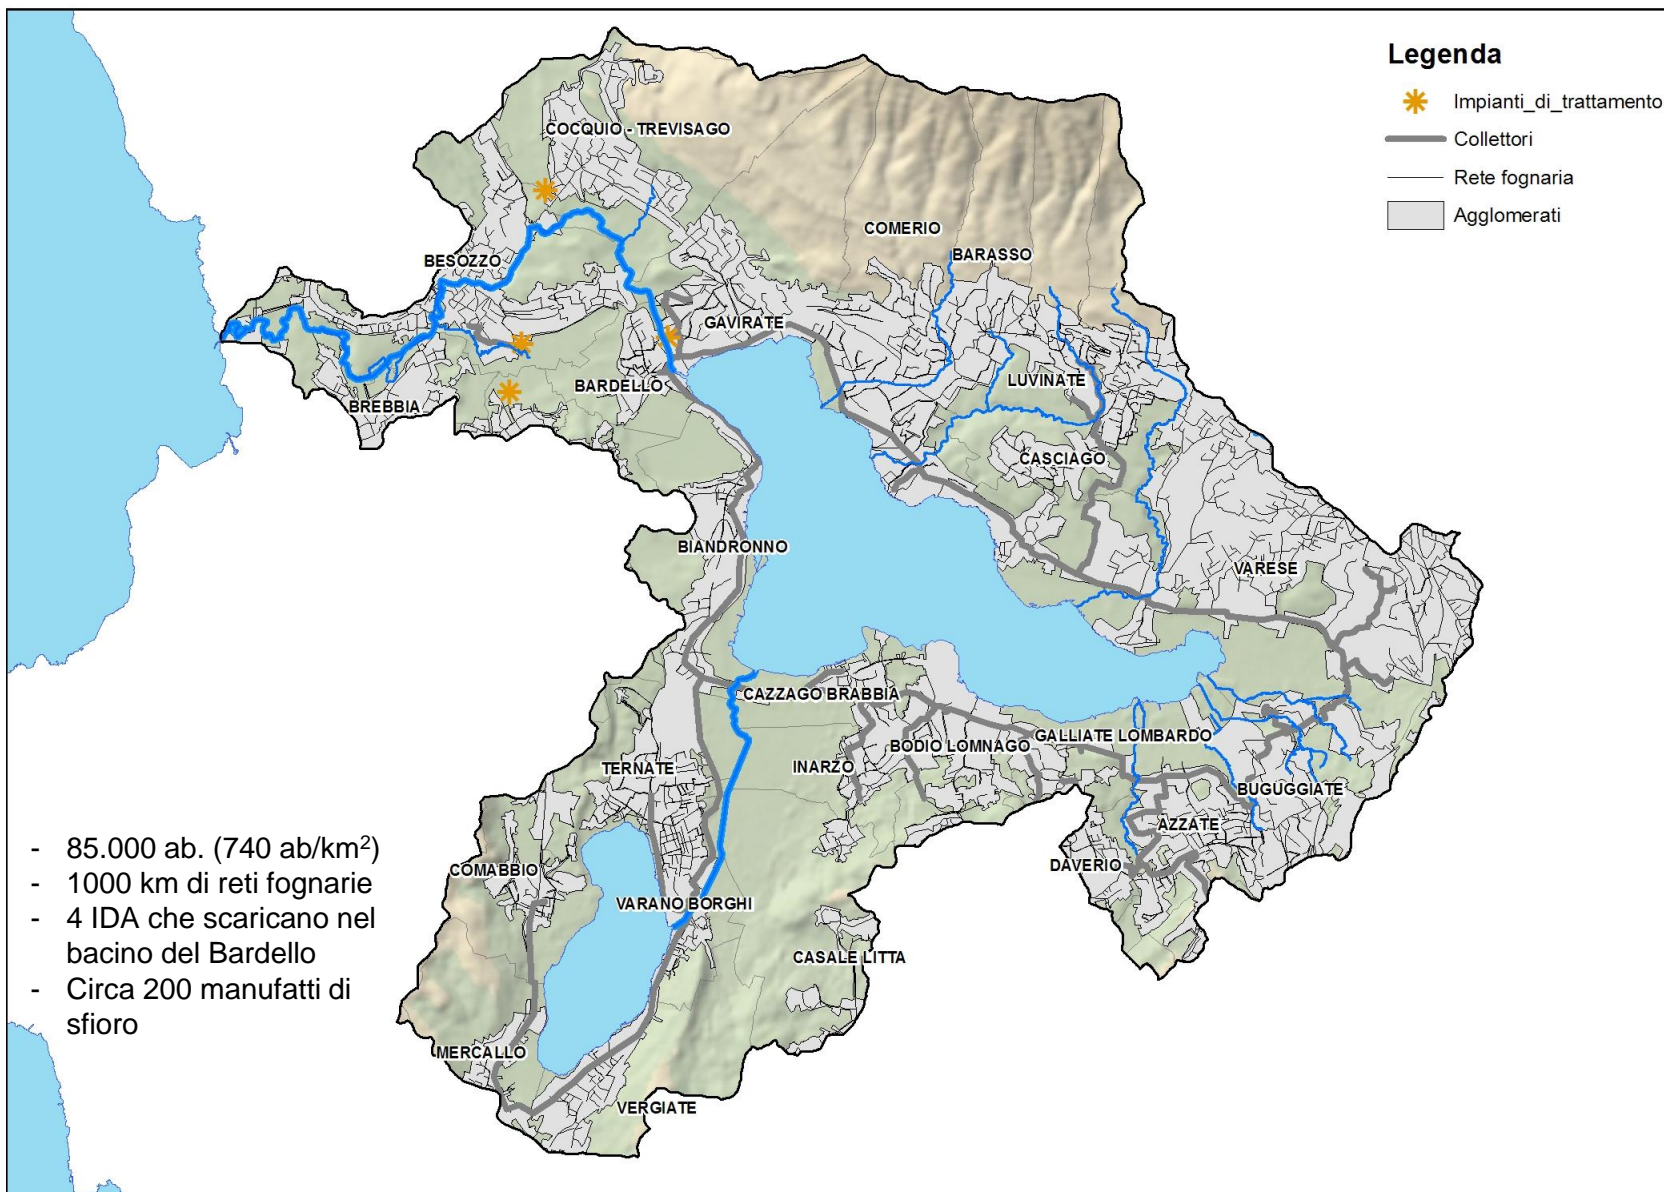 Legenda
Impianti_di_trattamento
Collettori
Rete fognaria
Agglomerati
COCQUIO - TREVISAGO
COMERIO
BARASSO
BESOZZO
GAVIRATE
LUVINATE
BARDELLO
BREBBIA
CASCIAGO
BIANDRONNO
VARESE
CAZZAGO BRABBIA
GALLIATE LOMBARDO
BODIO LOMNAGO
TERNATE
INARZO
BUGUGGIATE
AZZATE
DAVERIO
COMABBIO
VARANO BORGHI
CASALE LITTA
MERCALLO
VERGIATE
- 85.000 ab. (740 ab/km²)
- 1000 km di reti fognarie
- 4 IDA che scaricano nel
bacino del Bardello
- Circa 200 manufatti di
sfioro